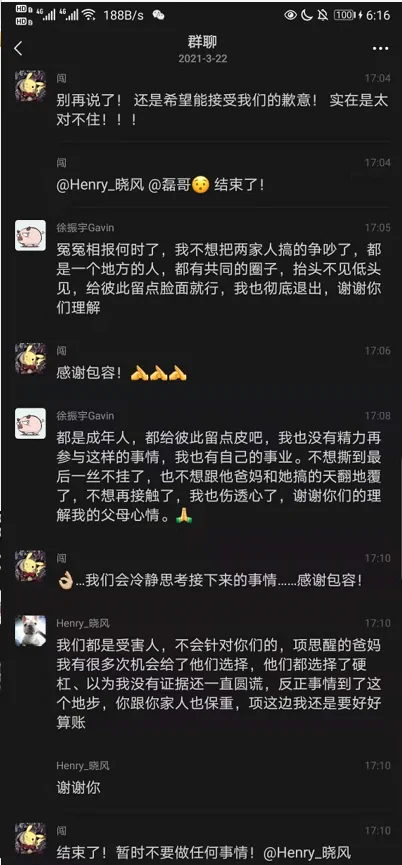 HD B 4G HD B 4G 188B/s 100 6:16
群聊
2021-3-22
闯 17:04
别再说了！ 还是希望能接受我们的歉意！ 实在是太
对不住！！！
闯 17:04
@Henry_晓风 @磊哥😯 结束了！
徐振宇Gavin 17:05
冤冤相报何时了，我不想把两家人搞的争吵了，都
是一个地方的人，都有共同的圈子，抬头不见低头
见，给彼此留点脸面就行，我也彻底退出，谢谢你
们理解
闯 17:06
感谢包容！🫱🫱🫱
徐振宇Gavin 17:08
都是成年人，都给彼此留点皮吧，我也没有精力再
参与这样的事情，我也有自己的事业。不想撕到最
后一丝不挂了，也不想跟他爸妈和她搞的天翻地覆
了，不想再接触了，我也伤透心了，谢谢你们的理
解我的父母心情。🙏
闯 17:10
👌🏻...我们会冷静思考接下来的事情......感谢包容！
Henry_晓风 17:10
我们都是受害人，不会针对你们的，项思醒的爸妈
我有很多次机会给了他们选择，他们都选择了硬
杠、以为我没有证据还一直圆谎，反正事情到了这
个地步，你跟你家人也保重，项这边我还是要好好
算账
Henry_晓风 17:10
谢谢你
闯 17:10
结束了！暂时不要做任何事情！@Henry_晓风